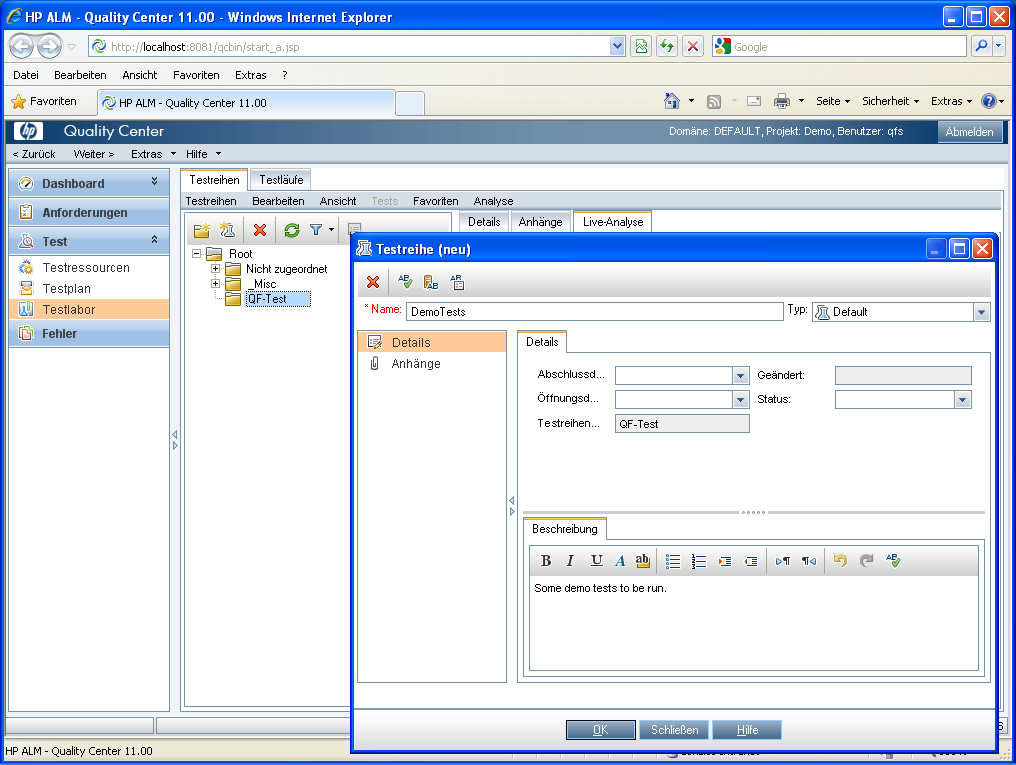 HP ALM - Quality Center 11.00 - Windows Internet Explorer
http://localhost:8081/qcbin/start_a.jsp
Google
Datei Bearbeiten Ansicht Favoriten Extras ?
Favoriten HP ALM - Quality Center 11.00 Seite Sicherheit Extras
hp Quality Center Domäne: DEFAULT, Projekt: Demo, Benutzer: qfs Abmelden
< Zurück Weiter > Extras Hilfe
Dashboard
Anforderungen
Test
Testressourcen
Testplan
Testlabor
Fehler
Testreihen Testläufe
Testreihen Bearbeiten Ansicht Tests Favoriten Analyse
Details Anhänge Live-Analyse
Root
Nicht zugeordnet
_Misc
QF-Test
Testreihe (neu)
* Name: DemoTests Typ: Default
Details
Anhänge
Details
Abschlussd... Geändert:
Öffnungsd... Status:
Testreihen... QF-Test
Beschreibung
B I U A ab
Some demo tests to be run.
OK Schließen Hilfe
HP ALM - Quality Center 11.00